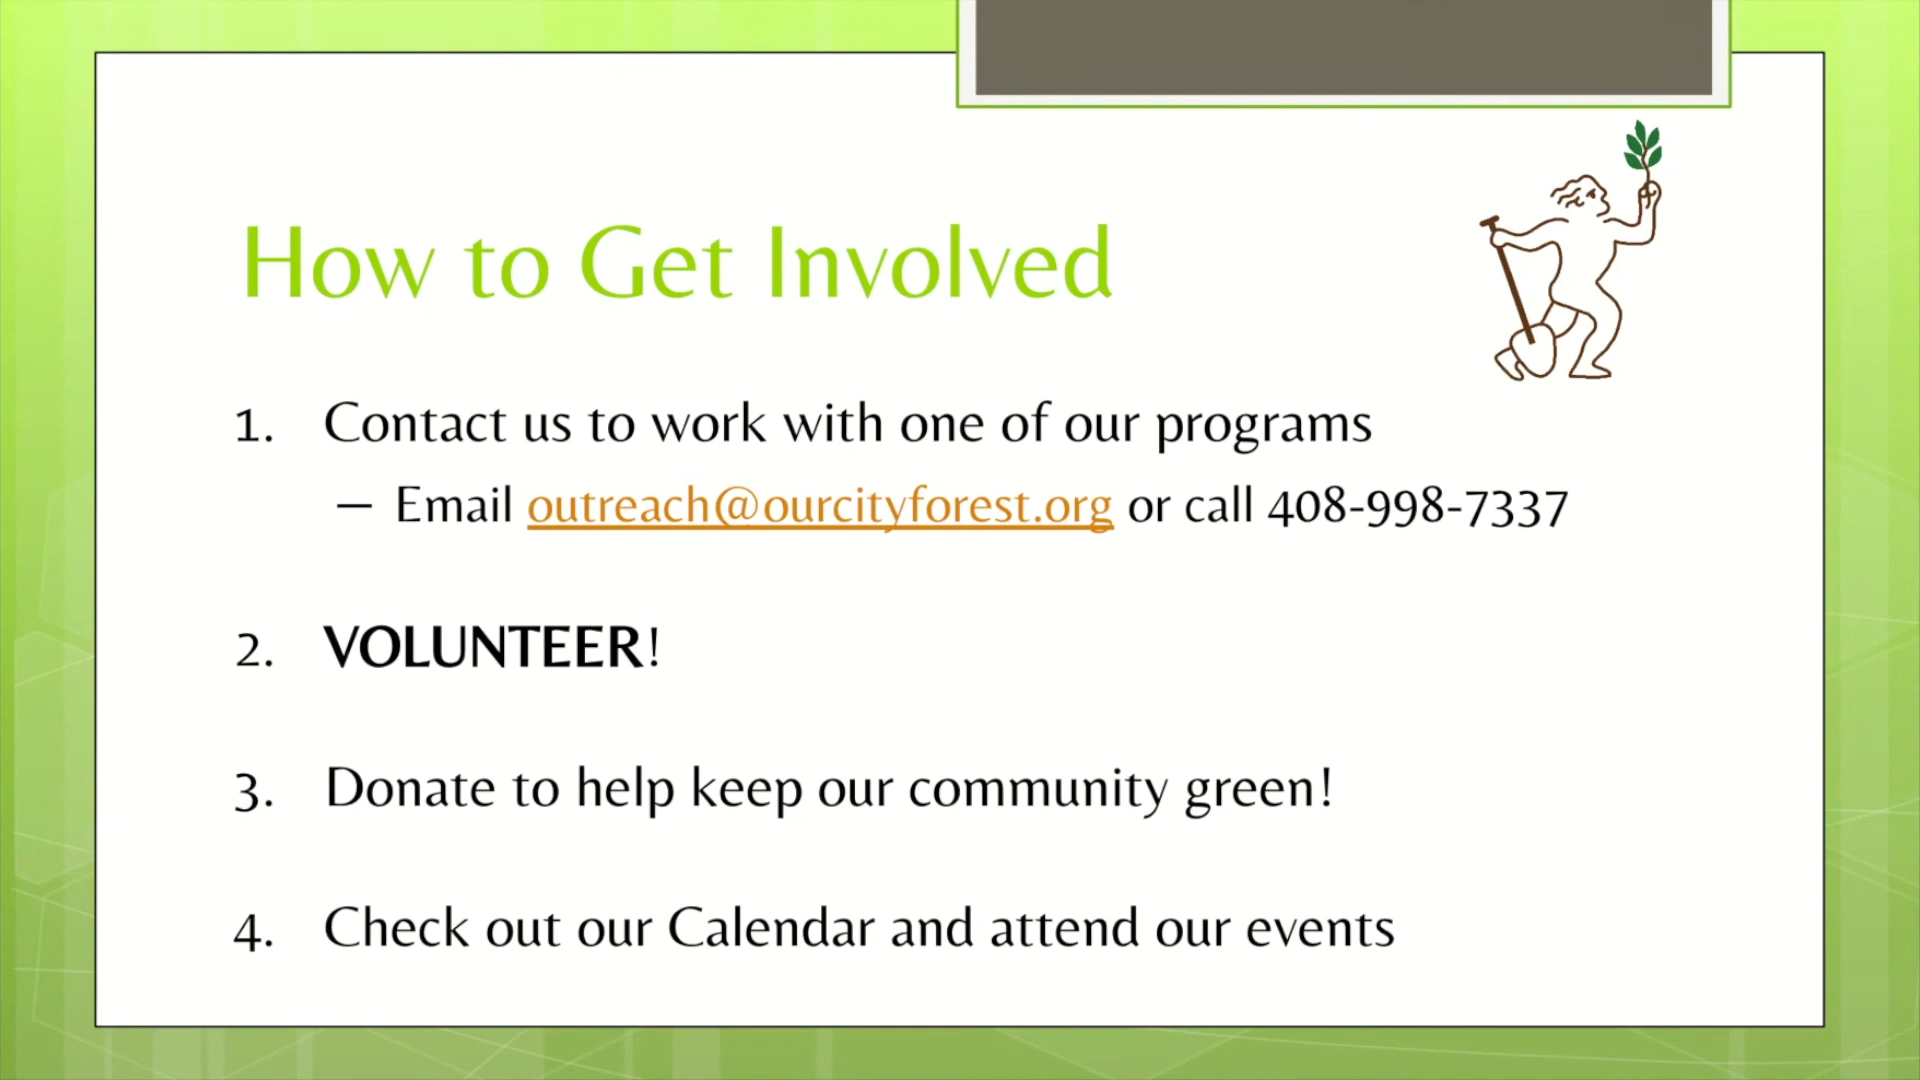 How to Get Involved
1. Contact us to work with one of our programs
– Email outreach@ourcityforest.org or call 408-998-7337
2. VOLUNTEER!
3. Donate to help keep our community green!
4. Check out our Calendar and attend our events